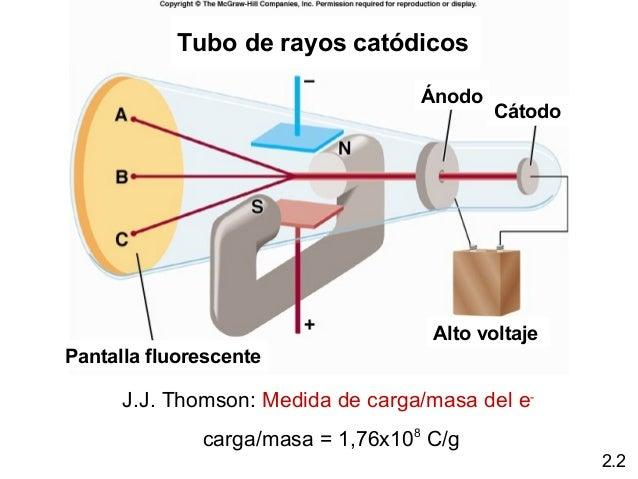 Copyright © The McGraw-Hill Companies, Inc. Permission required for reproduction or display.
Tubo de rayos catódicos
–
Ánodo
Cátodo
A
N
B
S
C
+
Alto voltaje
Pantalla fluorescente
J.J. Thomson: Medida de carga/masa del e⁻
carga/masa = 1,76x10⁸ C/g
2.2